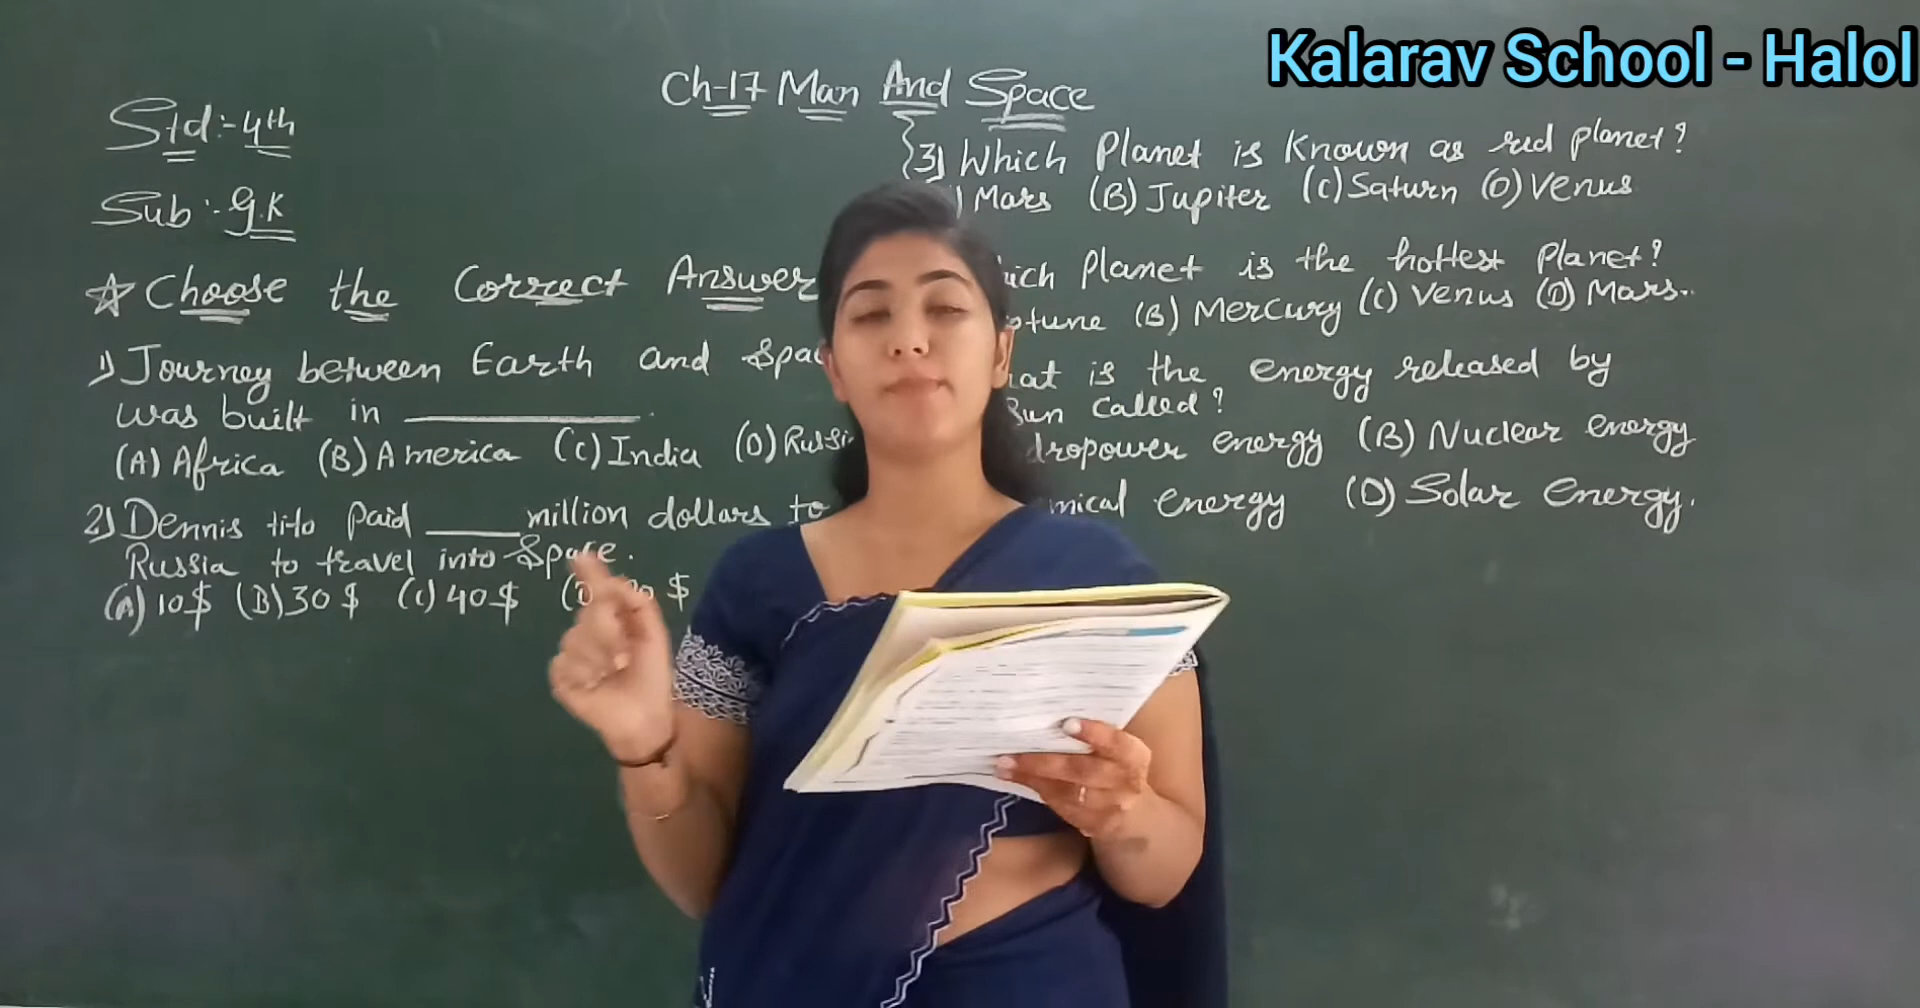 Kalarav School - Halol
Ch-17 Man And Space
Std:- 4th
Sub:- G.K
☆ Choose the Correct Answer
1) Journey between Earth and
was built in ________.
(A) Africa (B) America (C) India (D)
2) Dennis tito paid ____ million dollars to
Russia to travel into Space.
(A) 10$ (B) 30$ (C) 40$ $
3) Which Planet is Known as red planet?
Mars (B) Jupiter (C) Saturn (D) Venus
Planet is the hottest Planet?
(B) Mercury (C) Venus (D) Mars..
is the energy released by
Sun called?
energy (B) Nuclear energy
energy (D) Solar Energy.